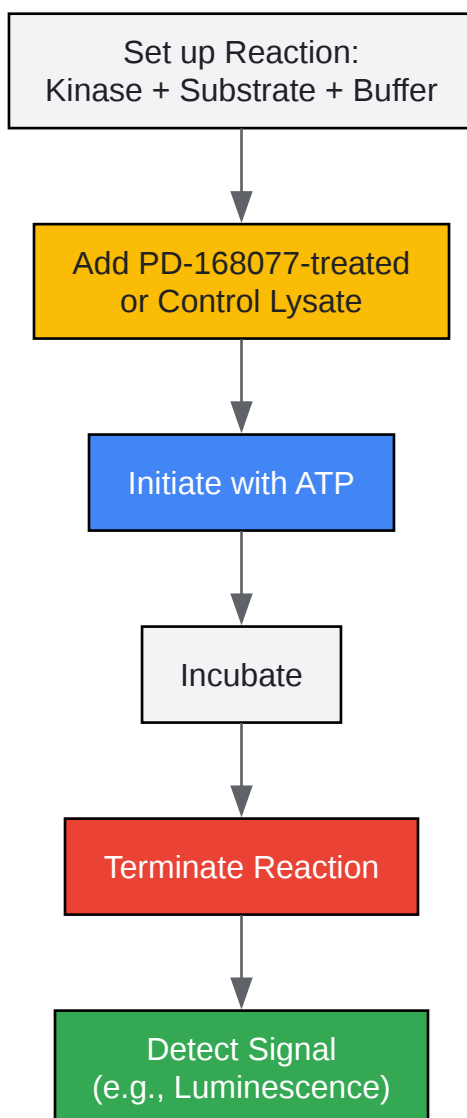 Set up Reaction:
Kinase + Substrate + Buffer
Add PD-168077-treated
or Control Lysate
Initiate with ATP
Incubate
Terminate Reaction
Detect Signal
(e.g., Luminescence)